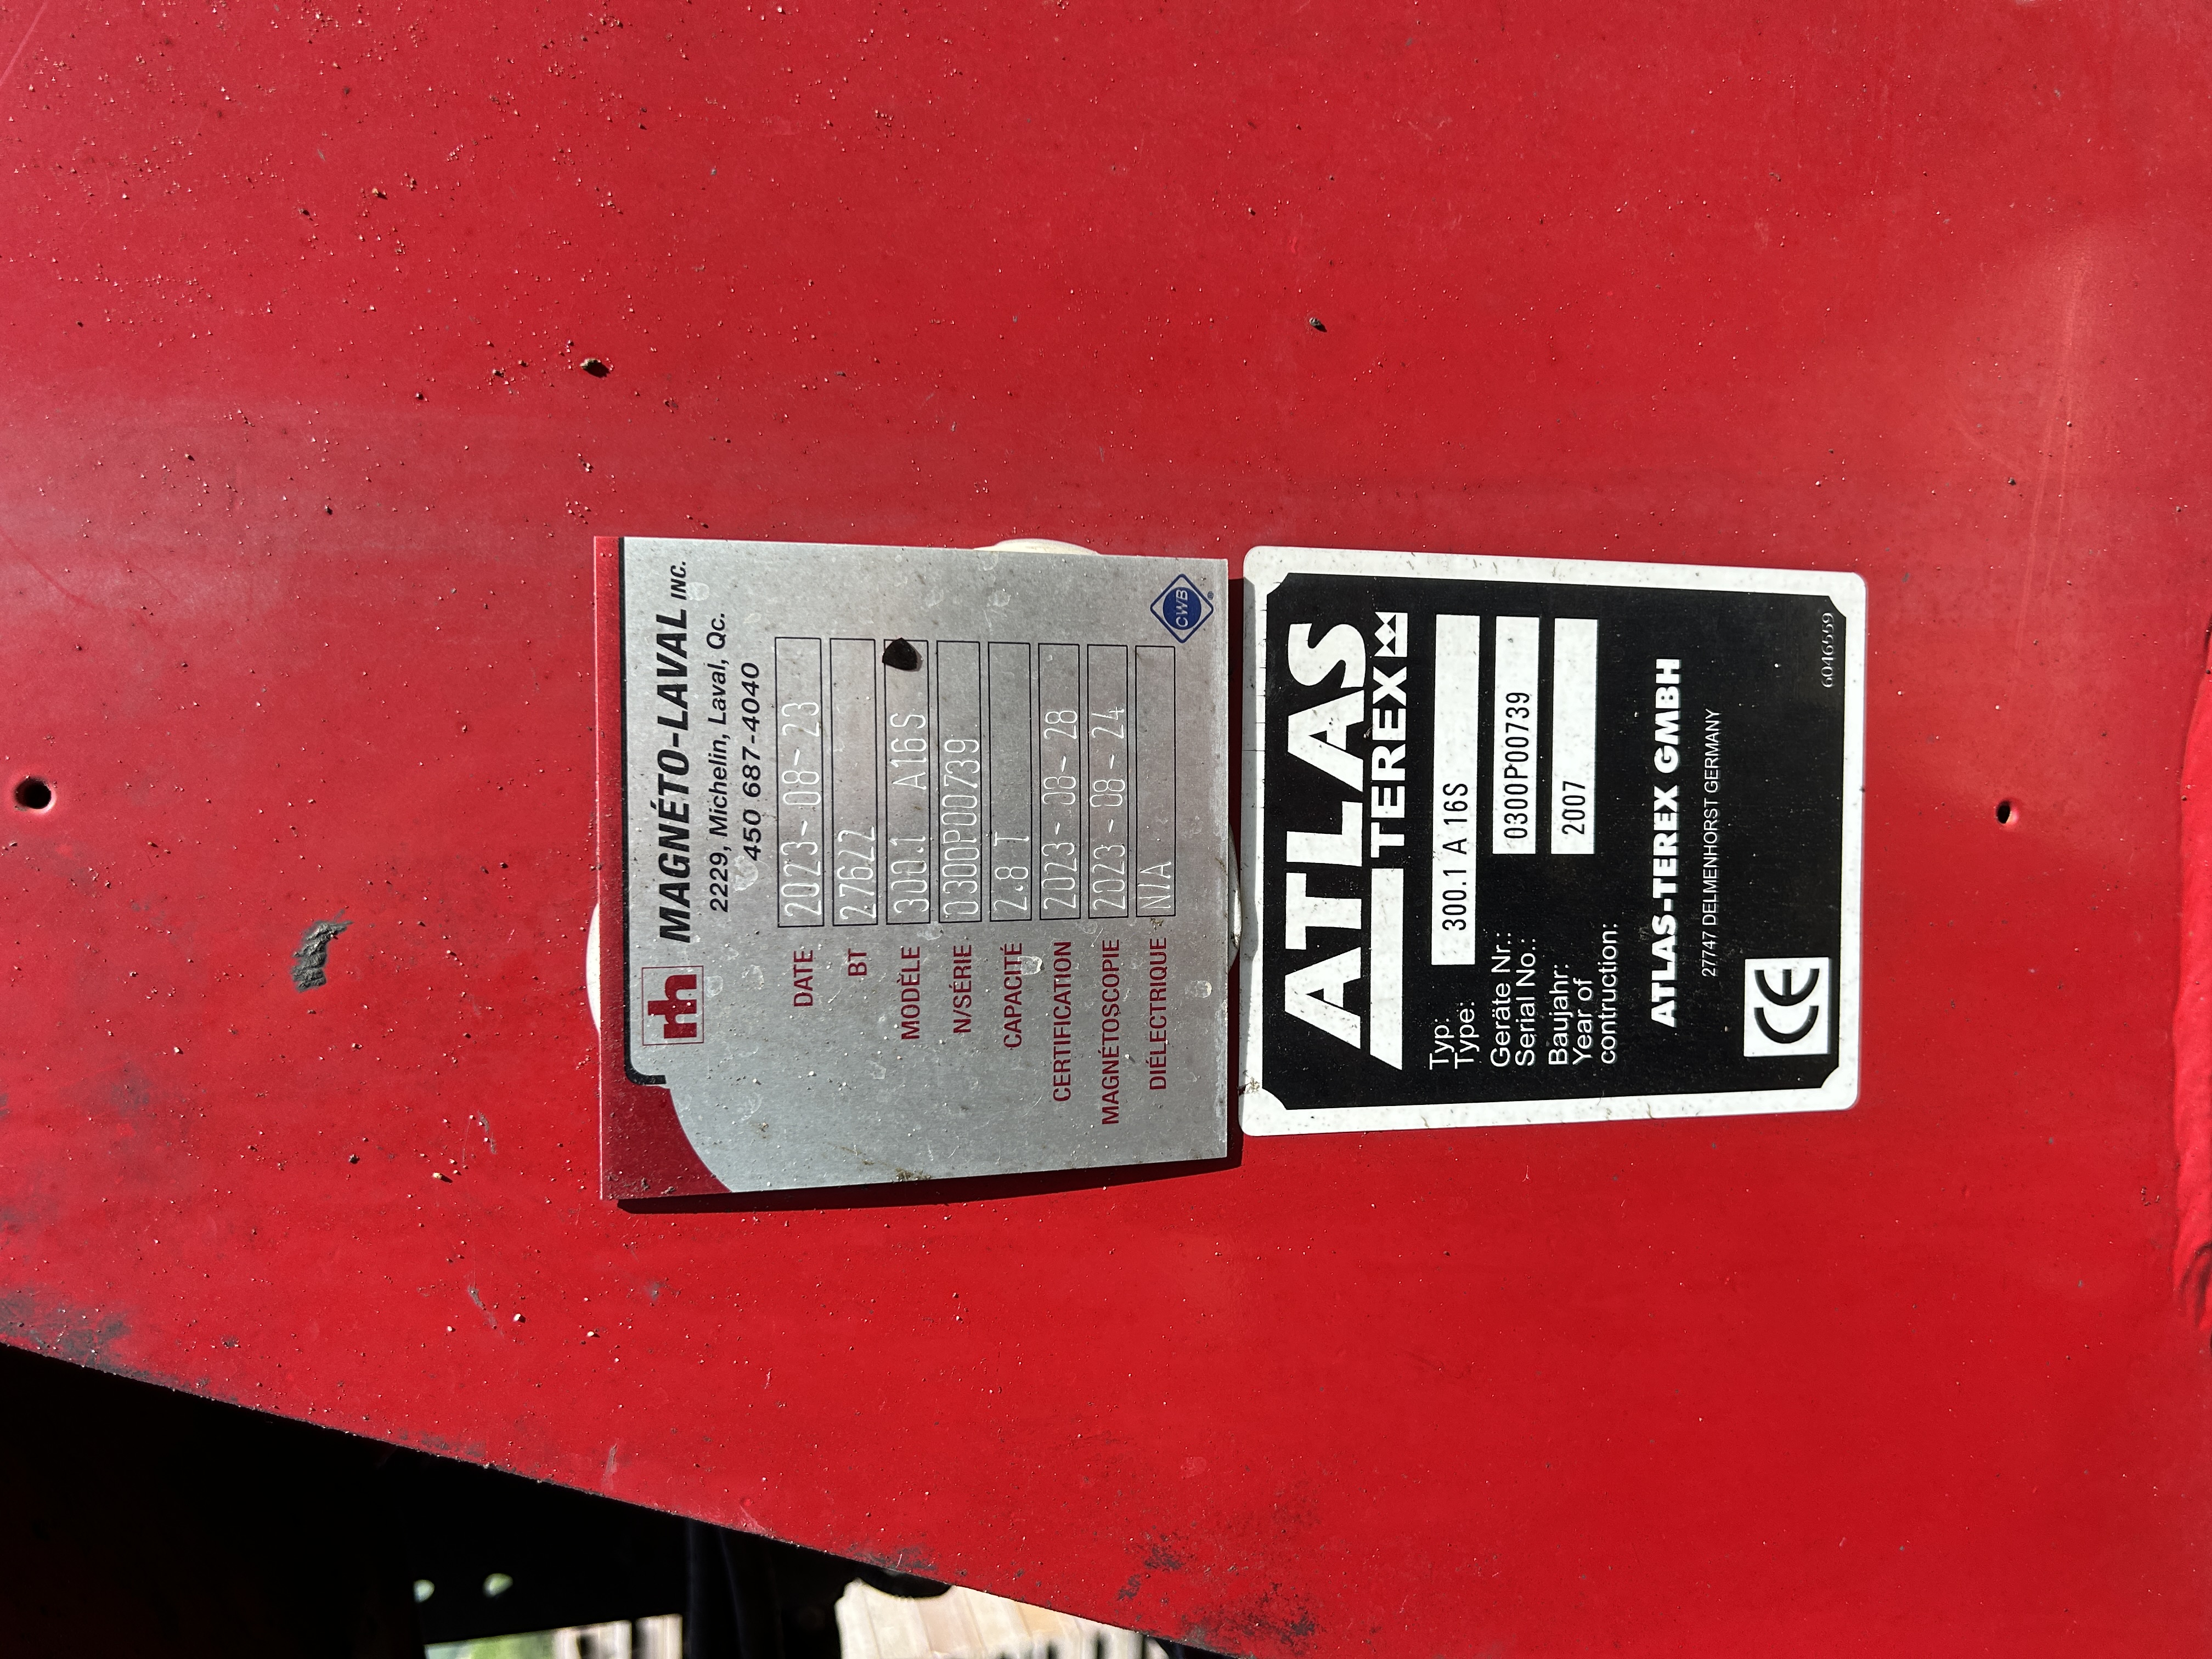 rh MAGNÉTO-LAVAL INC.
2229, Michelin, Laval, Qc.
450 687-4040
DATE 2023-08-23
BT 27622
MODÈLE 300.1 A16S
N/SÉRIE 0300P00739
CAPACITÉ 2.8 T
CERTIFICATION 2023-08-28
MAGNÉTOSCOPIE 2023-08-24
DIÉLECTRIQUE N/A
CWB®
ATLAS
TEREX
Typ:
Type: 300.1 A 16S
Geräte Nr.:
Serial No.: 0300P00739
Baujahr:
Year of 2007
contruction:
ATLAS-TEREX GMBH
27747 DELMENHORST GERMANY
CE 6046559